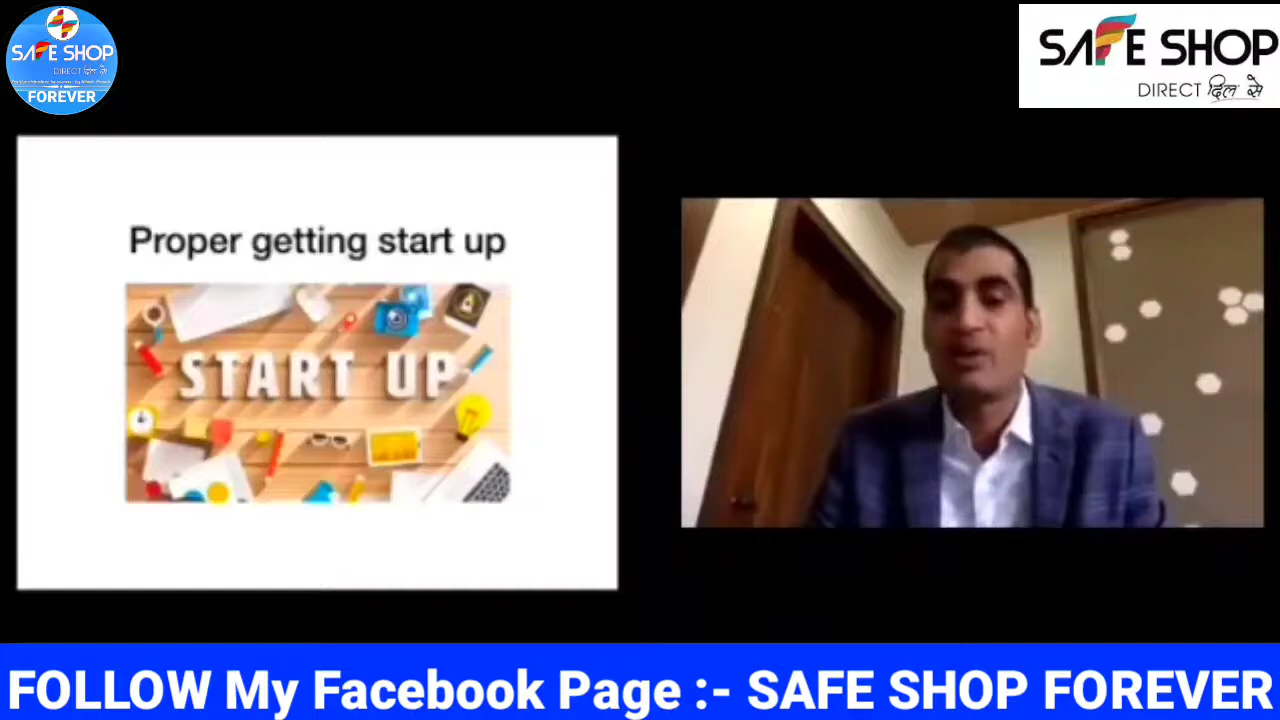 SAFE SHOP
DIRECT दिल से
FOREVER
SAFE SHOP
DIRECT दिल से
Proper getting start up
START UP
FOLLOW My Facebook Page :- SAFE SHOP FOREVER